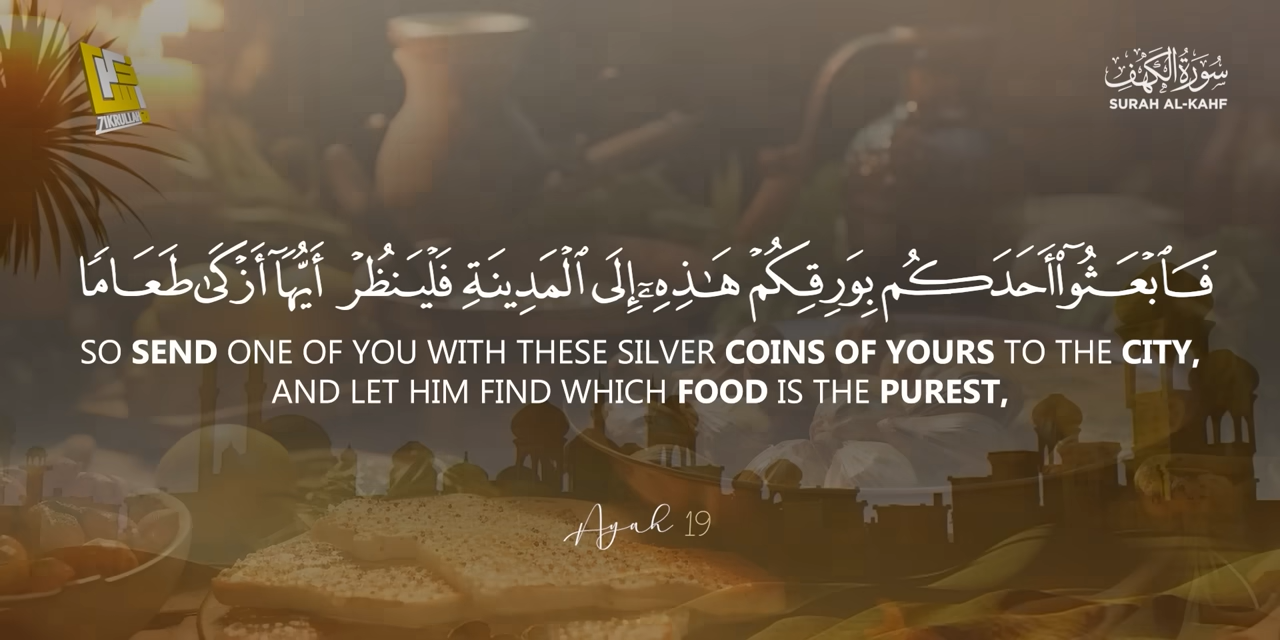 ZIKRULLAH
سُورَةُ الكَهْفِ
SURAH AL-KAHF
فَٱبْعَثُوٓا۟ أَحَدَكُم بِوَرِقِكُمْ هَـٰذِهِۦٓ إِلَى ٱلْمَدِينَةِ فَلْيَنظُرْ أَيُّهَآ أَزْكَىٰ طَعَامًا
SO SEND ONE OF YOU WITH THESE SILVER COINS OF YOURS TO THE CITY,
AND LET HIM FIND WHICH FOOD IS THE PUREST,
Ayah 19